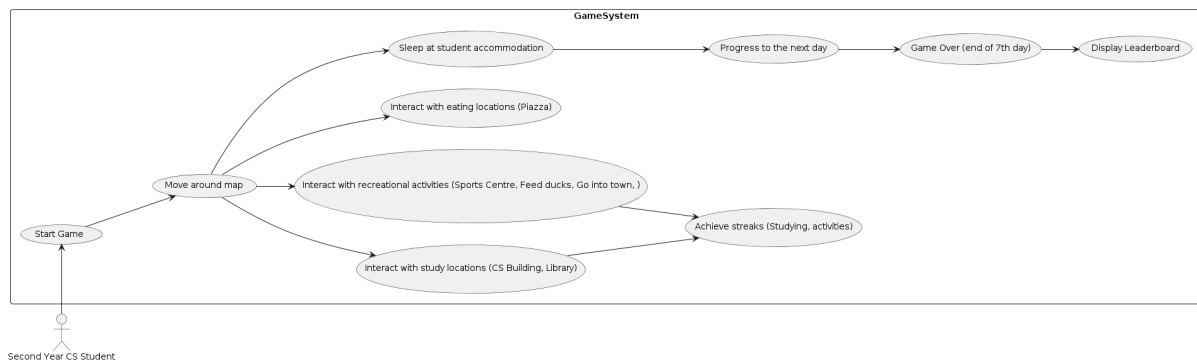 GameSystem
Sleep at student accommodation
Progress to the next day
Game Over (end of 7th day)
Display Leaderboard
Interact with eating locations (Piazza)
Move around map
Interact with recreational activities (Sports Centre, Feed ducks, Go into town, )
Achieve streaks (Studying, activities)
Start Game
Interact with study locations (CS Building, Library)
Second Year CS Student